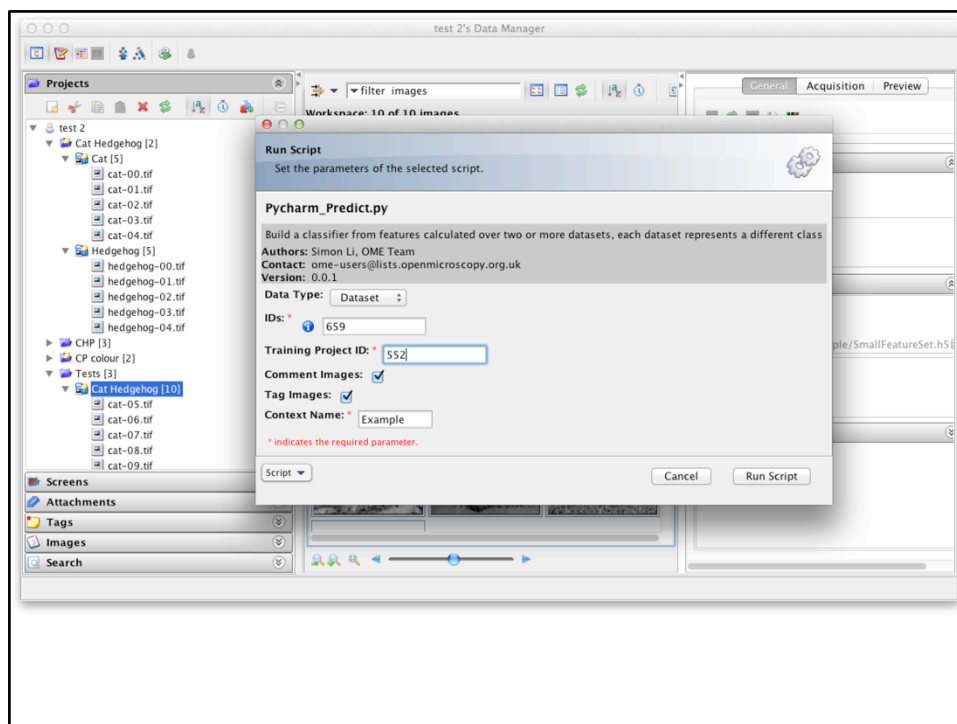 test 2's Data Manager
Projects
filter images
General Acquisition Preview
Workspace: 10 of 10 images
test 2
Cat Hedgehog [2]
Cat [5]
cat-00.tif
cat-01.tif
cat-02.tif
cat-03.tif
cat-04.tif
Hedgehog [5]
hedgehog-00.tif
hedgehog-01.tif
hedgehog-02.tif
hedgehog-03.tif
hedgehog-04.tif
CHP [3]
CP colour [2]
Tests [3]
Cat Hedgehog [10]
cat-05.tif
cat-06.tif
cat-07.tif
cat-08.tif
cat-09.tif
Screens
Attachments
Tags
Images
Search
Run Script
Set the parameters of the selected script.
Pycharm_Predict.py
Build a classifier from features calculated over two or more datasets, each dataset represents a different class
Authors: Simon Li, OME Team
Contact: ome-users@lists.openmicroscopy.org.uk
Version: 0.0.1
Data Type: Dataset
IDs: * 659
Training Project ID: * 552
Comment Images:
Tag Images:
Context Name: * Example
* indicates the required parameter.
Script
Cancel
Run Script
ple/SmallFeatureSet.h5